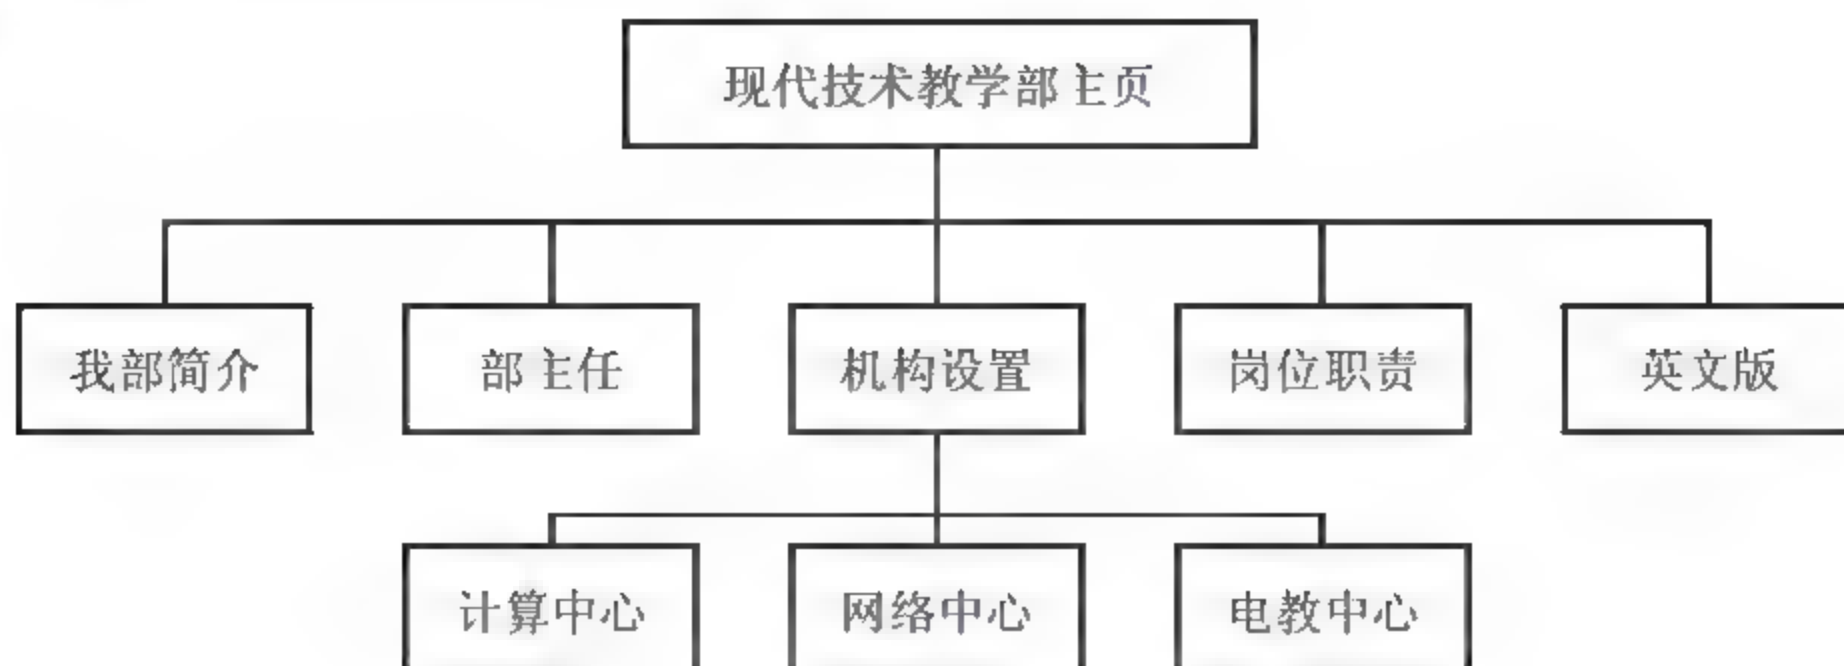 现代技术教学部主页
我部简介 部主任 机构设置 岗位职责 英文版
计算中心 网络中心 电教中心